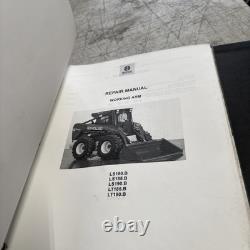 REPAIR MANUAL
WORKING ARM
LS180.B
LS185.B
LS190.B
LT185.B
LT190.B